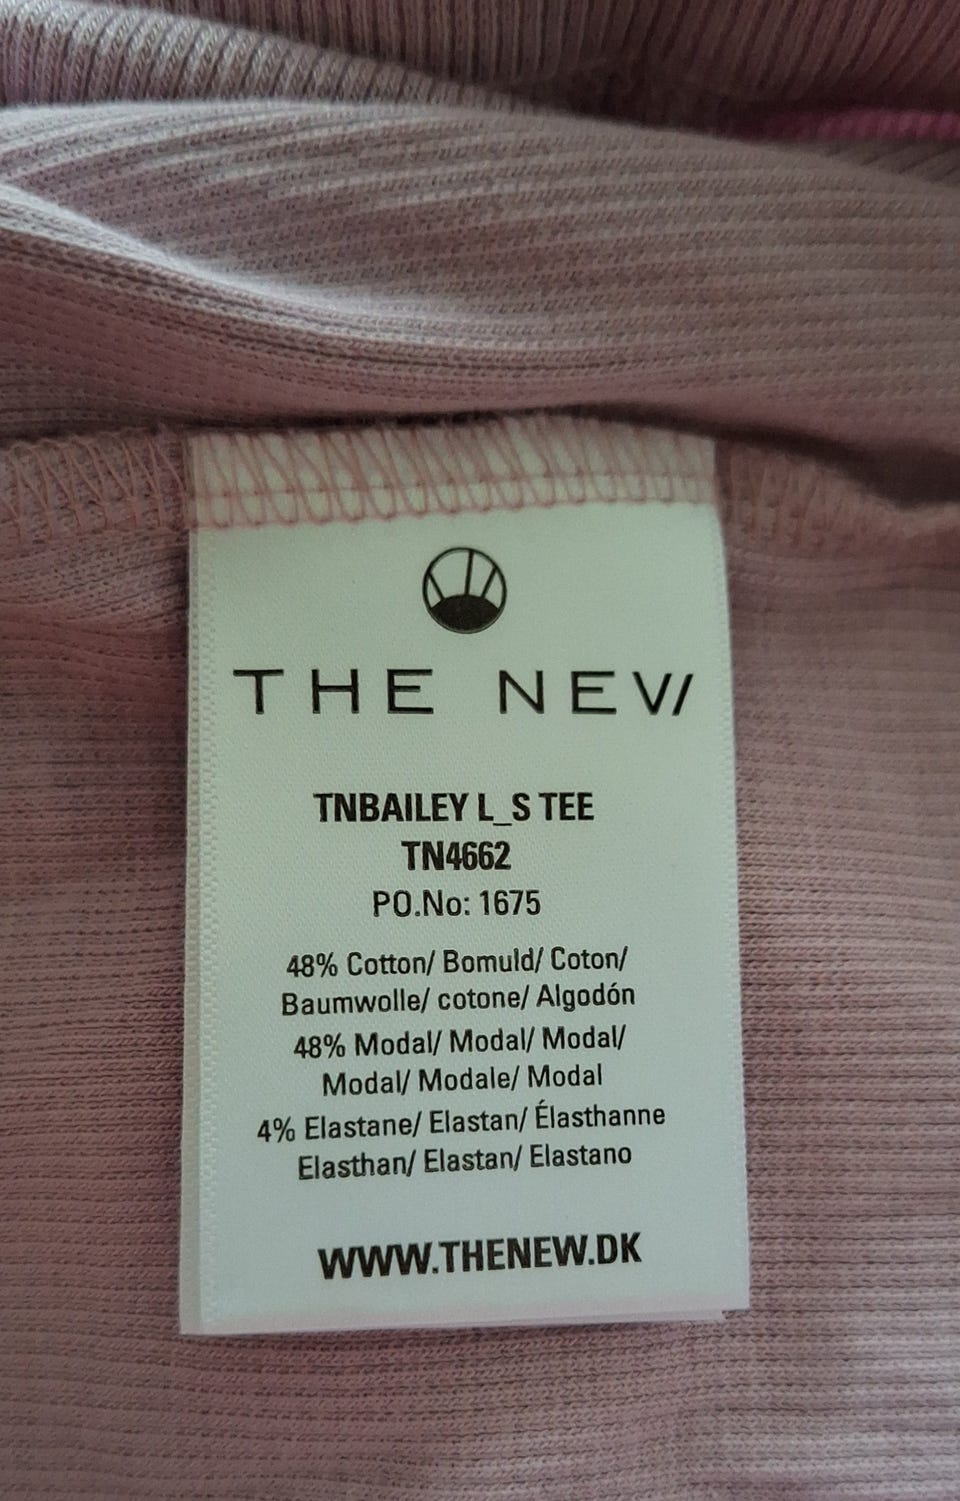 THE NEW
TNBAILEY L_S TEE
TN4662
PO.No: 1675
48% Cotton/ Bomuld/ Coton/
Baumwolle/ cotone/ Algodón
48% Modal/ Modal/ Modal/
Modal/ Modale/ Modal
4% Elastane/ Elastan/ Élasthanne
Elasthan/ Elastan/ Elastano
WWW.THENEW.DK